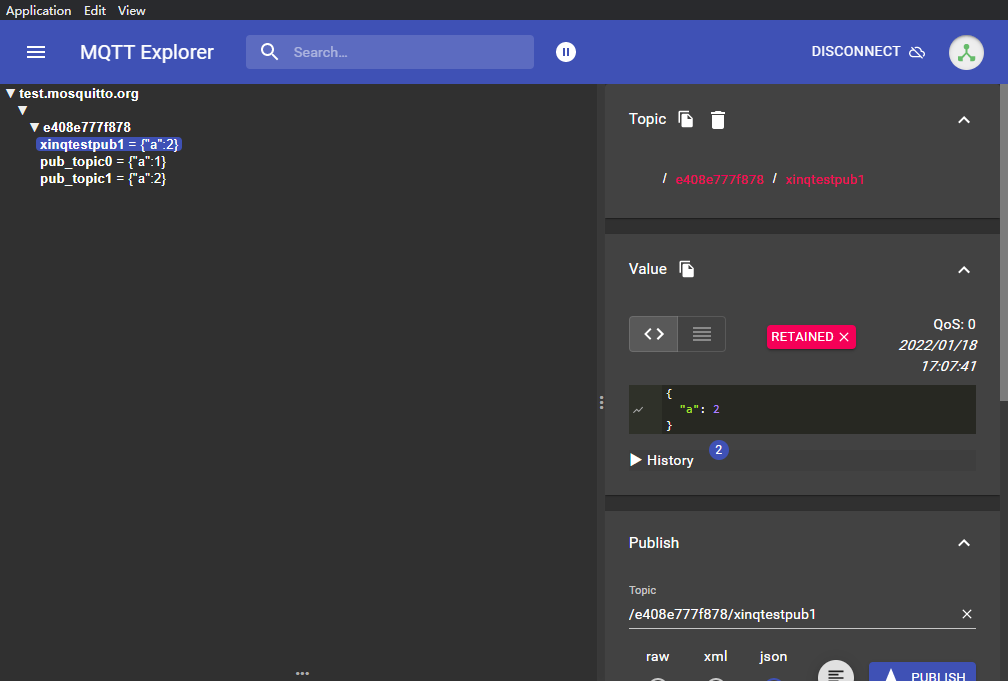 Application Edit View
MQTT Explorer Search... DISCONNECT
test.mosquitto.org
e408e777f878
xinqtestpub1 = {"a":2}
pub_topic0 = {"a":1}
pub_topic1 = {"a":2}
Topic
/ e408e777f878 / xinqtestpub1
Value
RETAINED
QoS: 0
2022/01/18
17:07:41
{
"a": 2
}
History 2
Publish
Topic
/e408e777f878/xinqtestpub1
raw xml json
PUBLISH